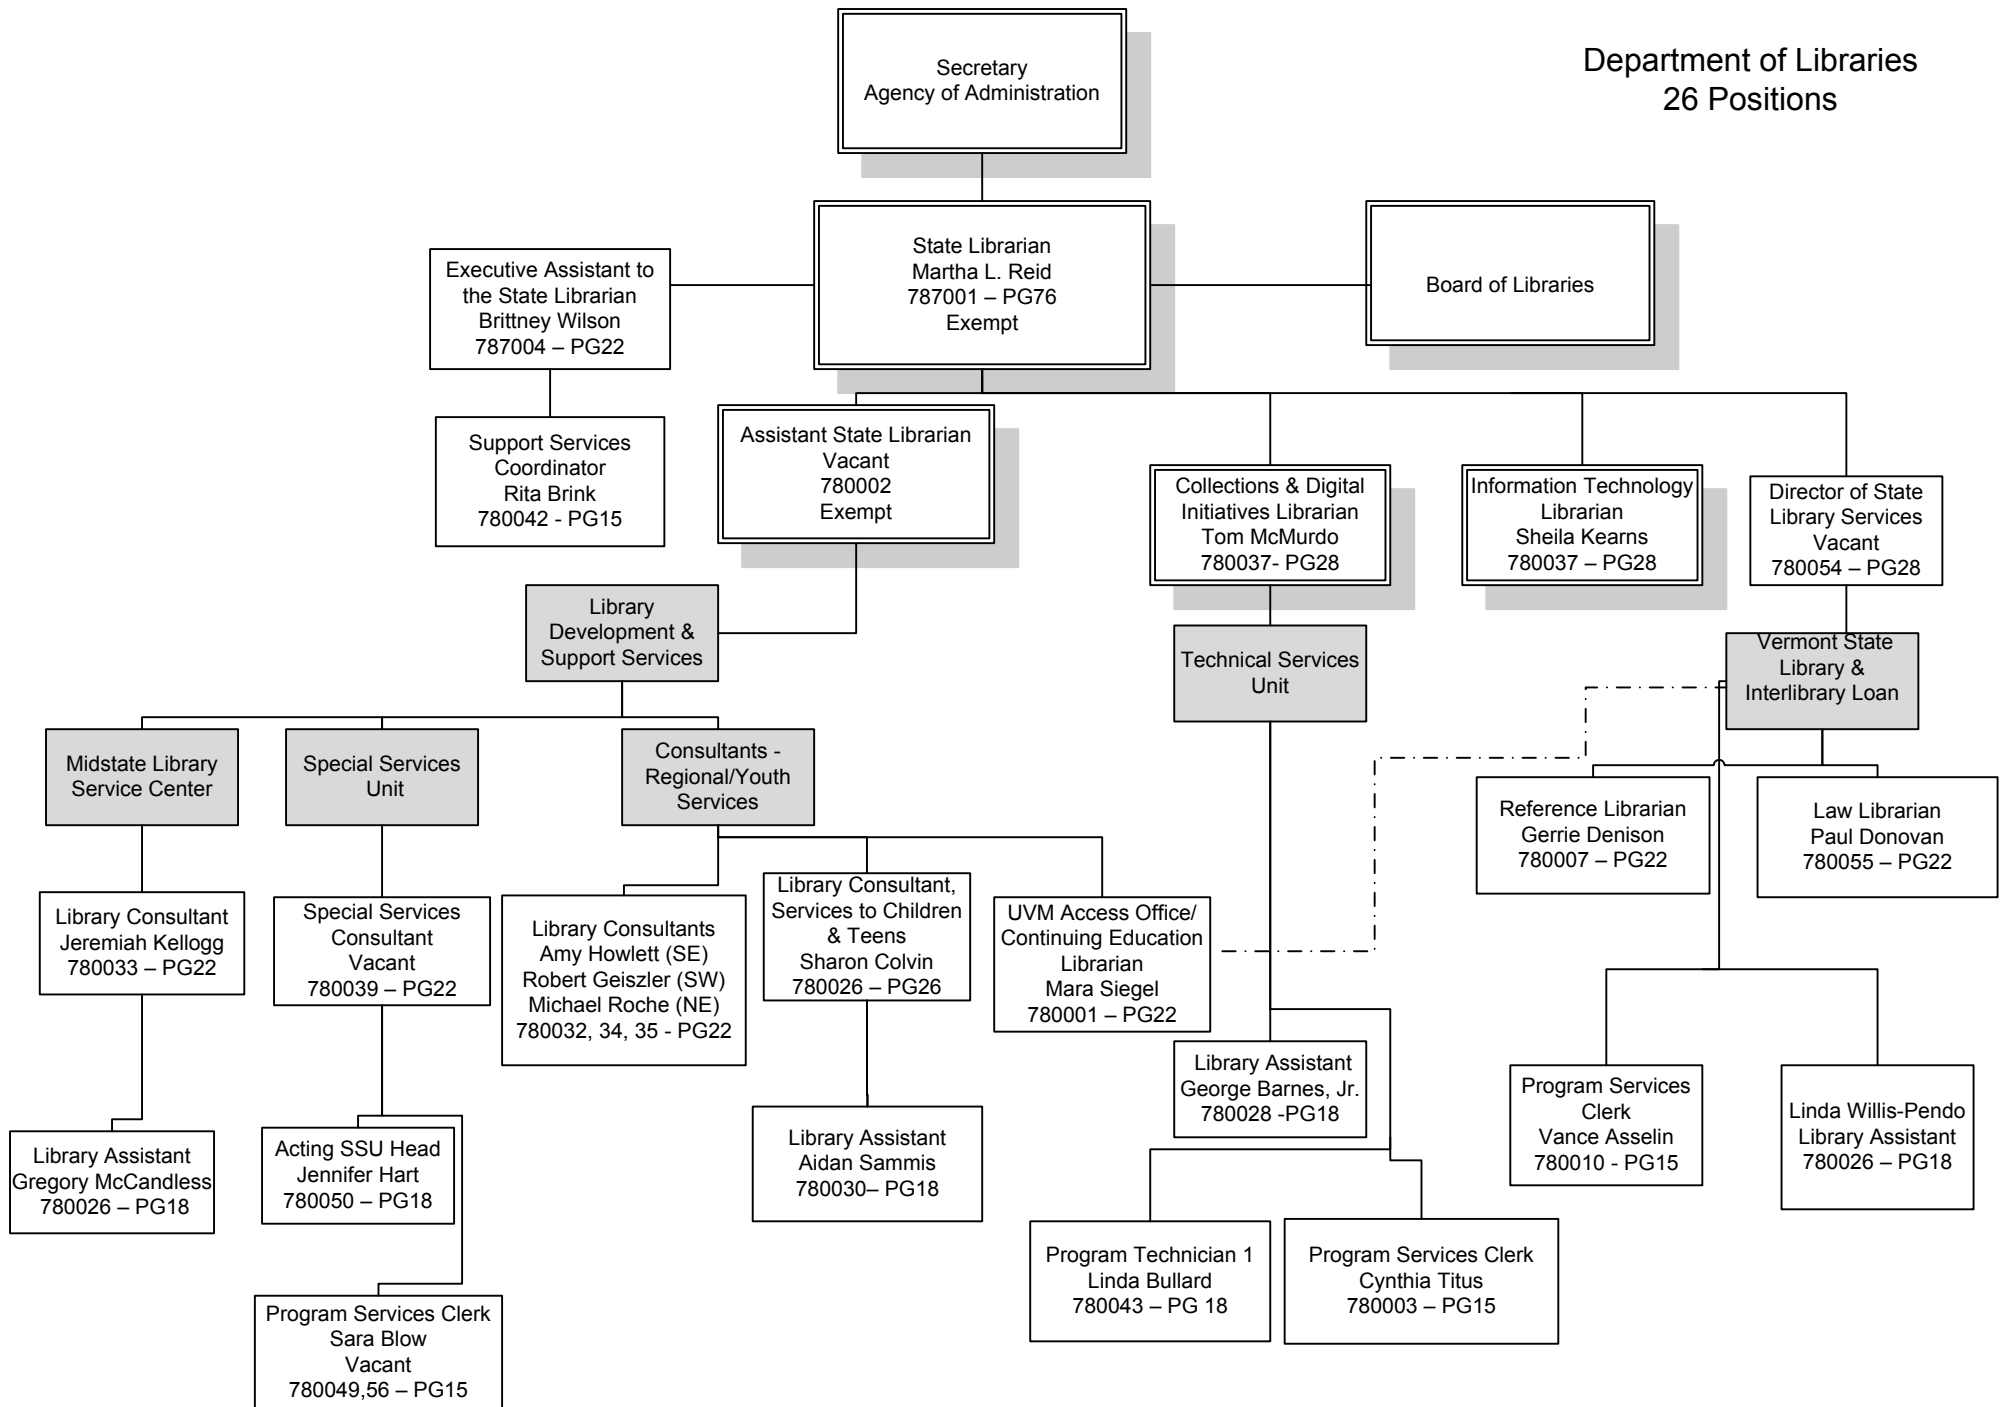 Department of Libraries
26 Positions
Secretary
Agency of Administration
State Librarian
Martha L. Reid
787001 – PG76
Exempt
Board of Libraries
Executive Assistant to
the State Librarian
Brittney Wilson
787004 – PG22
Support Services
Coordinator
Rita Brink
780042 - PG15
Assistant State Librarian
Vacant
780002
Exempt
Collections & Digital
Initiatives Librarian
Tom McMurdo
780037- PG28
Information Technology
Librarian
Sheila Kearns
780037 – PG28
Director of State
Library Services
Vacant
780054 – PG28
Library
Development &
Support Services
Technical Services
Unit
Vermont State
Library &
Interlibrary Loan
Midstate Library
Service Center
Special Services
Unit
Consultants -
Regional/Youth
Services
Reference Librarian
Gerrie Denison
780007 – PG22
Law Librarian
Paul Donovan
780055 – PG22
Library Consultant
Jeremiah Kellogg
780033 – PG22
Special Services
Consultant
Vacant
780039 – PG22
Library Consultants
Amy Howlett (SE)
Robert Geiszler (SW)
Michael Roche (NE)
780032, 34, 35 - PG22
Library Consultant,
Services to Children
& Teens
Sharon Colvin
780026 – PG26
UVM Access Office/
Continuing Education
Librarian
Mara Siegel
780001 – PG22
Library Assistant
George Barnes, Jr.
780028 -PG18
Program Services
Clerk
Vance Asselin
780010 - PG15
Linda Willis-Pendo
Library Assistant
780026 – PG18
Library Assistant
Gregory McCandless
780026 – PG18
Acting SSU Head
Jennifer Hart
780050 – PG18
Library Assistant
Aidan Sammis
780030– PG18
Program Technician 1
Linda Bullard
780043 – PG 18
Program Services Clerk
Cynthia Titus
780003 – PG15
Program Services Clerk
Sara Blow
Vacant
780049,56 – PG15